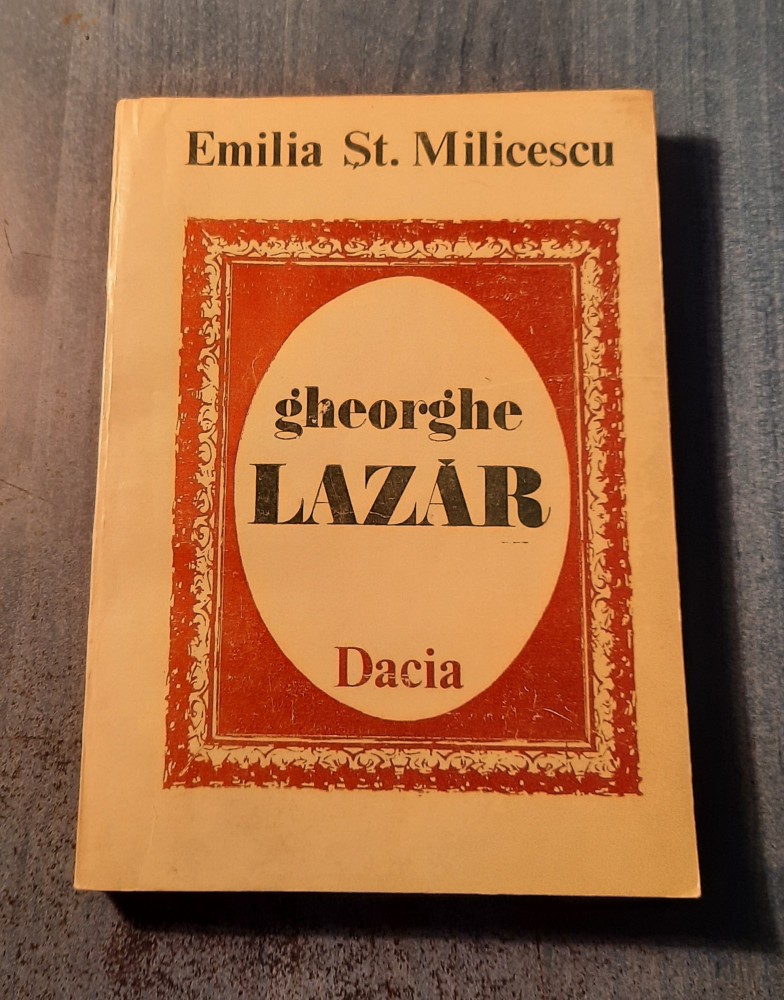 Emilia Șt. Milicescu
gheorghe
LAZĂR
Dacia